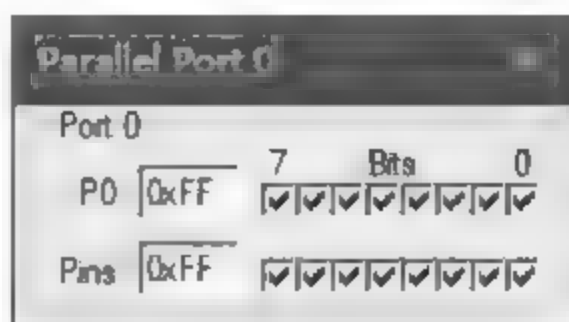 Parallel Port 0
Port 0
7 Bits 0
P0 0xFF
Pins 0xFF